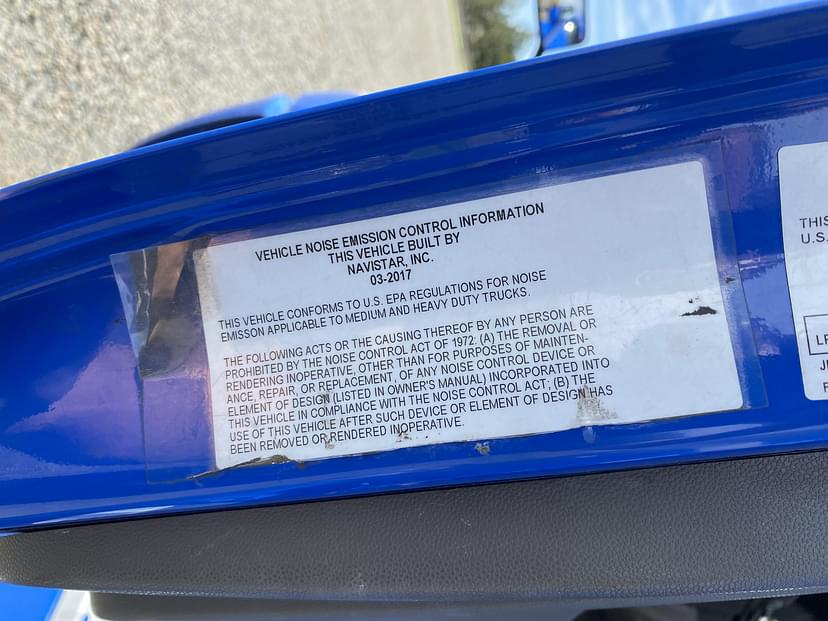 VEHICLE NOISE EMISSION CONTROL INFORMATION
THIS VEHICLE BUILT BY
NAVISTAR, INC.
03-2017
THIS VEHICLE CONFORMS TO U.S. EPA REGULATIONS FOR NOISE
EMISSON APPLICABLE TO MEDIUM AND HEAVY DUTY TRUCKS.
THE FOLLOWING ACTS OR THE CAUSING THEREOF BY ANY PERSON ARE
PROHIBITED BY THE NOISE CONTROL ACT OF 1972: (A) THE REMOVAL OR
RENDERING INOPERATIVE, OTHER THAN FOR PURPOSES OF MAINTEN-
ANCE, REPAIR, OR REPLACEMENT, OF ANY NOISE CONTROL DEVICE OR
ELEMENT OF DESIGN (LISTED IN OWNER'S MANUAL) INCORPORATED INTO
THIS VEHICLE IN COMPLIANCE WITH THE NOISE CONTROL ACT; (B) THE
USE OF THIS VEHICLE AFTER SUCH DEVICE OR ELEMENT OF DESIGN HAS
BEEN REMOVED OR RENDERED INOPERATIVE.
THIS
U.S.